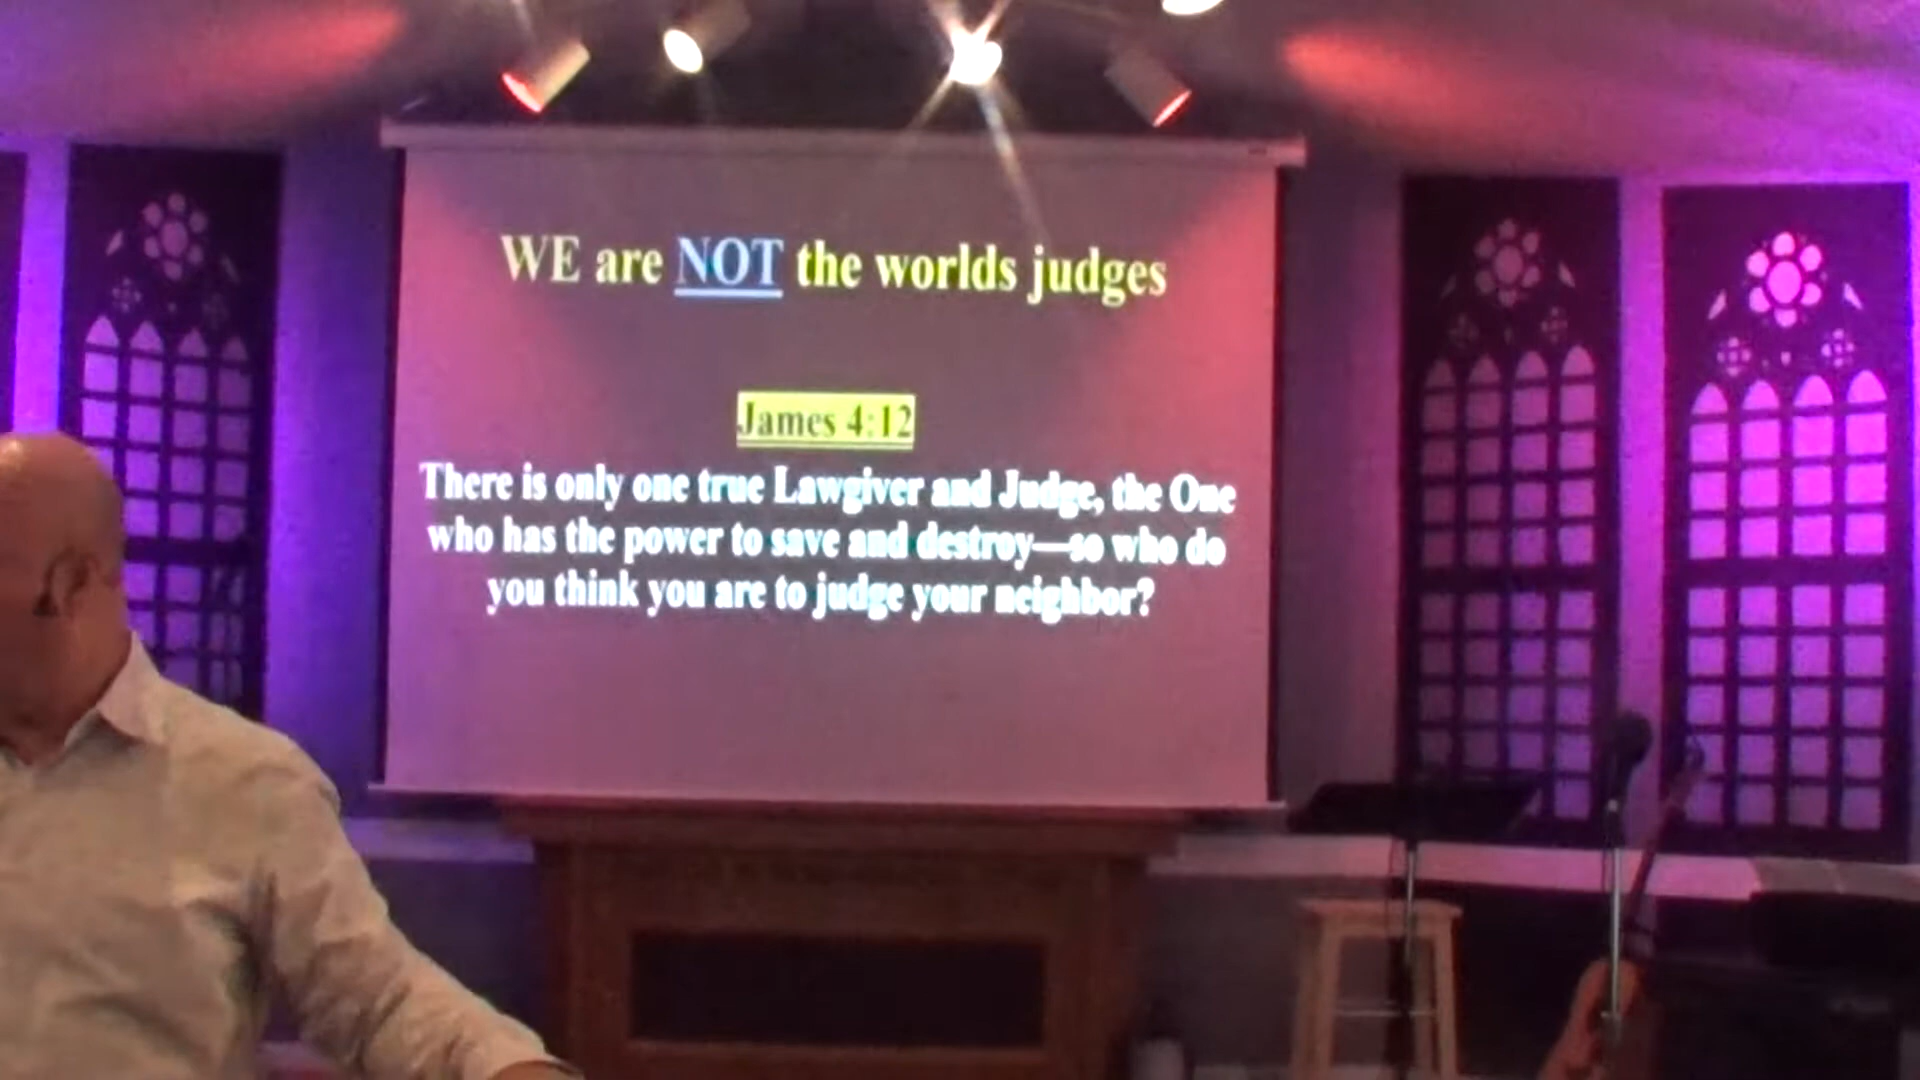 WE are NOT the worlds judges
James 4:12
There is only one true Lawgiver and Judge, the One
who has the power to save and destroy—so who do
you think you are to judge your neighbor?